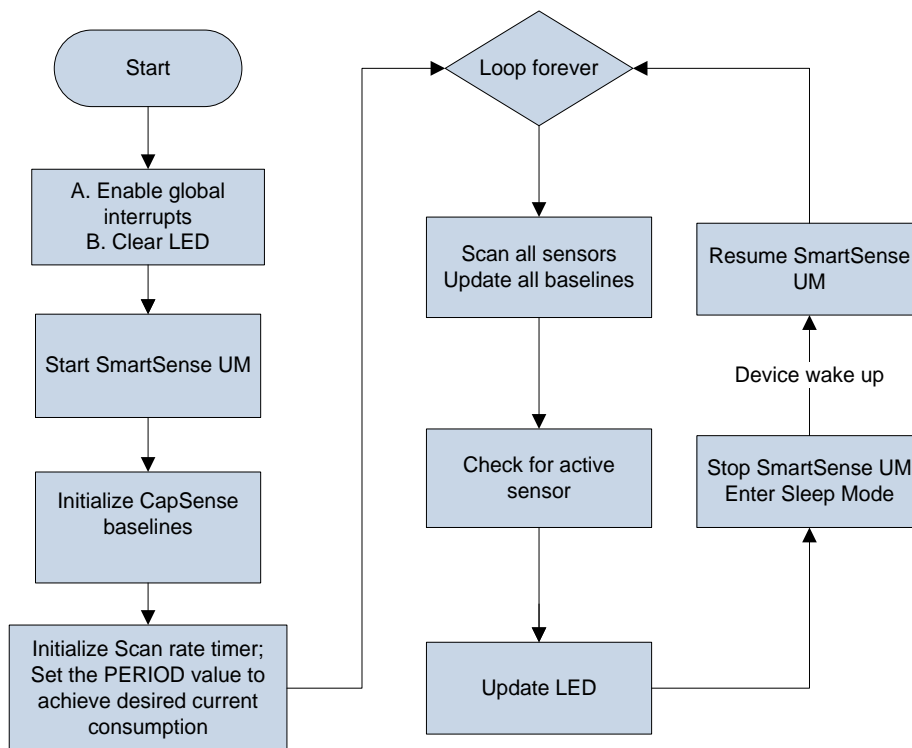 Start
A. Enable global
interrupts
B. Clear LED
Start SmartSense UM
Initialize CapSense
baselines
Initialize Scan rate timer;
Set the PERIOD value to
achieve desired current
consumption
Loop forever
Scan all sensors
Update all baselines
Check for active
sensor
Update LED
Stop SmartSense UM
Enter Sleep Mode
Device wake up
Resume SmartSense
UM